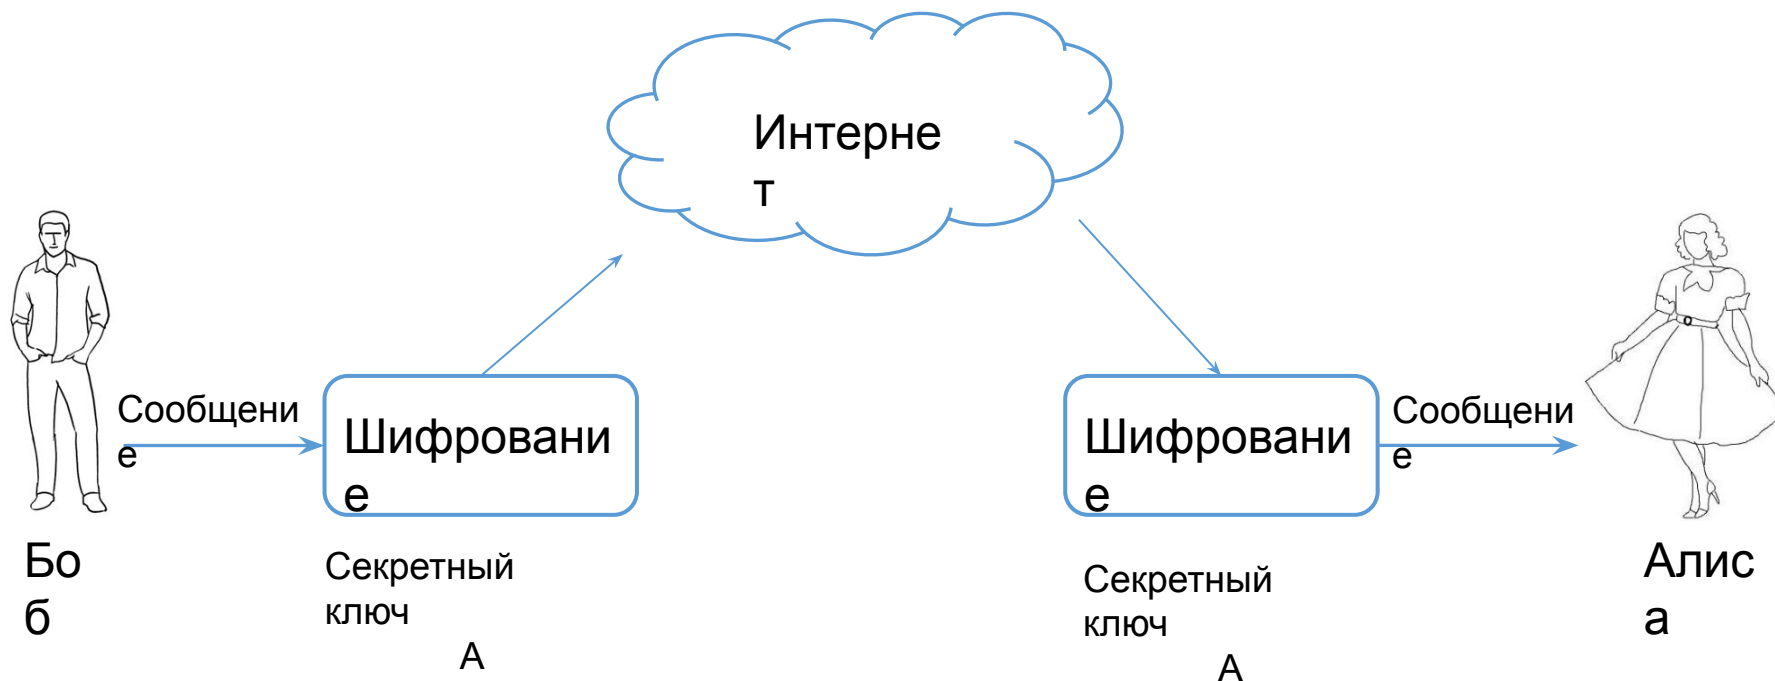 Интерне
т
Сообщени
е
Шифровани
е
Шифровани
е
Сообщени
е
Бо
б
Секретный
ключ
А
Секретный
ключ
А
Алис
а